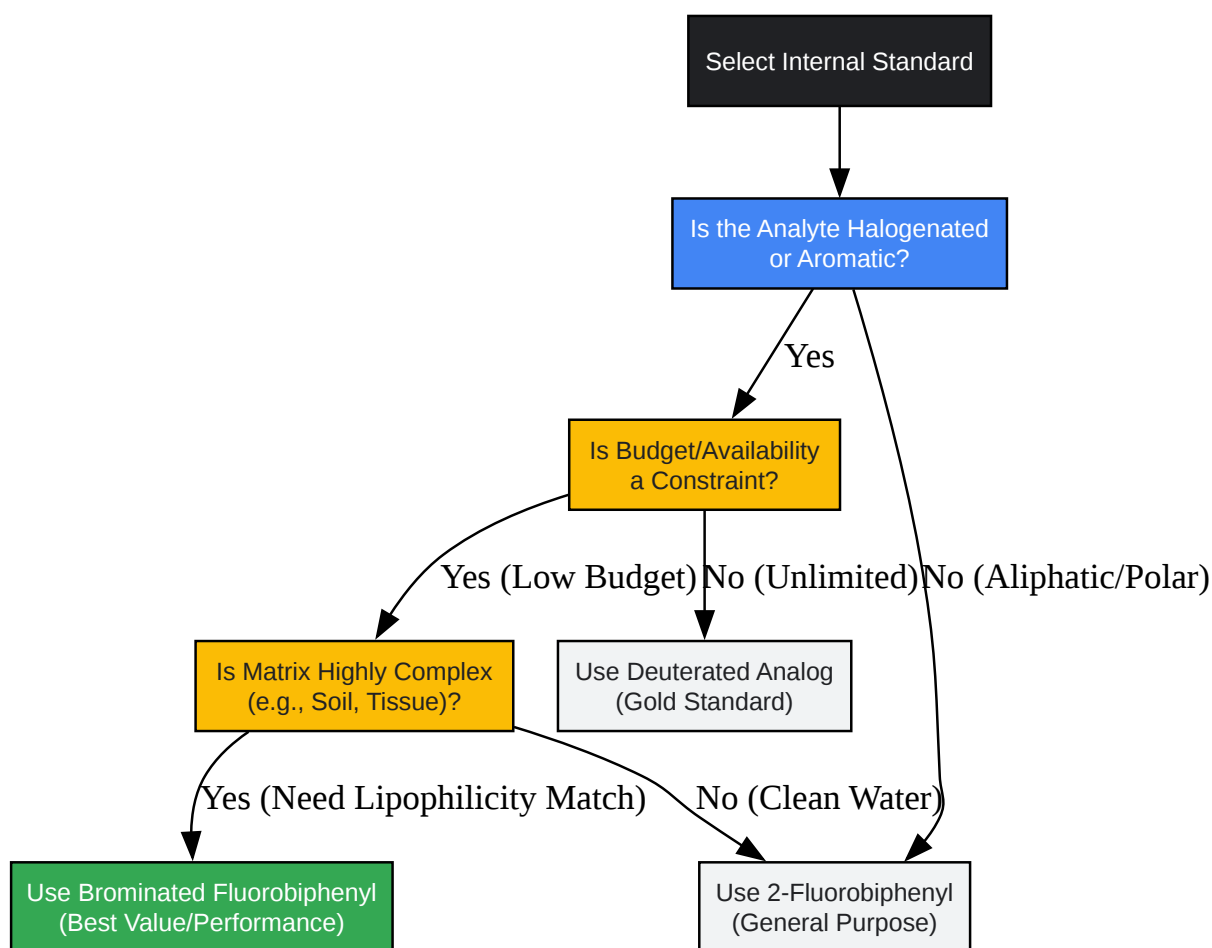 Select Internal Standard
Is the Analyte Halogenated
or Aromatic?
Yes
Is Budget/Availability
a Constraint?
Yes (Low Budget)
No (Unlimited)
No (Aliphatic/Polar)
Is Matrix Highly Complex
(e.g., Soil, Tissue)?
Use Deuterated Analog
(Gold Standard)
Yes (Need Lipophilicity Match)
No (Clean Water)
Use Brominated Fluorobiphenyl
(Best Value/Performance)
Use 2-Fluorobiphenyl
(General Purpose)